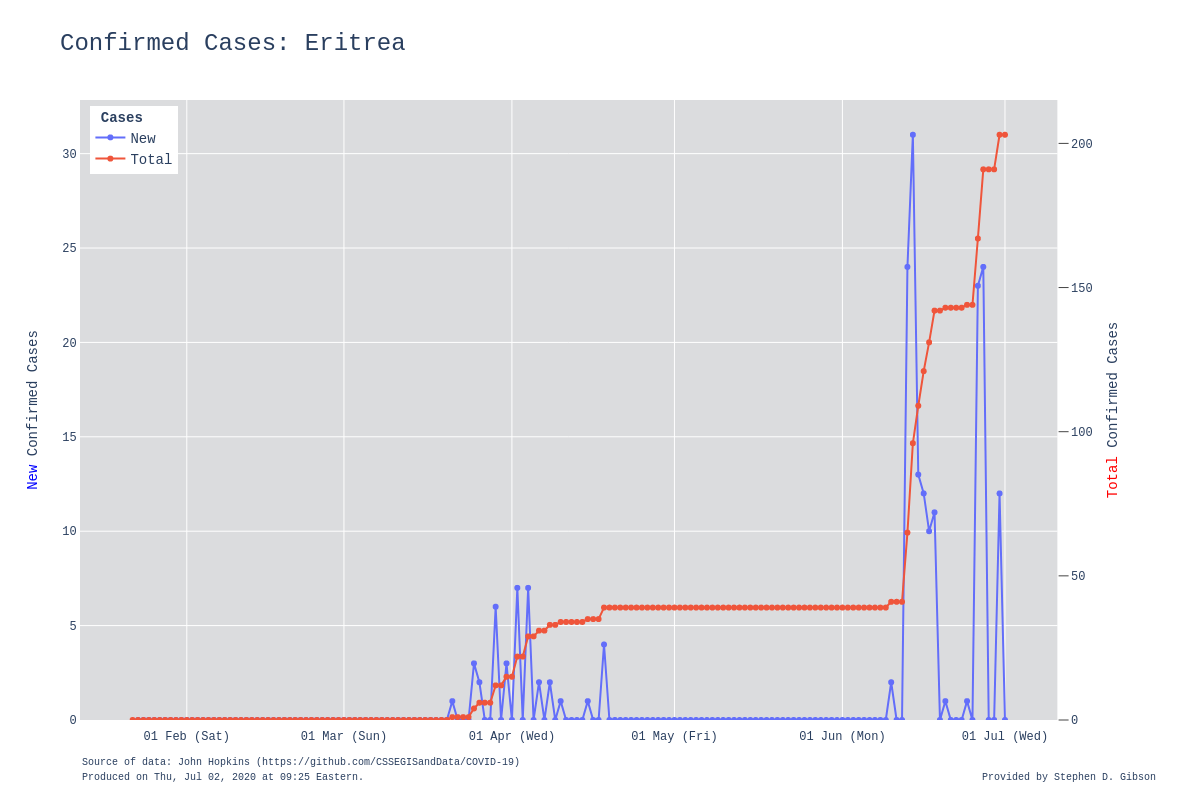 Confirmed Cases: Eritrea
Cases
New
Total
30
25
20
15
10
5
0
New Confirmed Cases
200
150
100
50
0
Total Confirmed Cases
01 Feb (Sat)
01 Mar (Sun)
01 Apr (Wed)
01 May (Fri)
01 Jun (Mon)
01 Jul (Wed)
Source of data: John Hopkins (https://github.com/CSSEGISandData/COVID-19)
Produced on Thu, Jul 02, 2020 at 09:25 Eastern.
Provided by Stephen D. Gibson